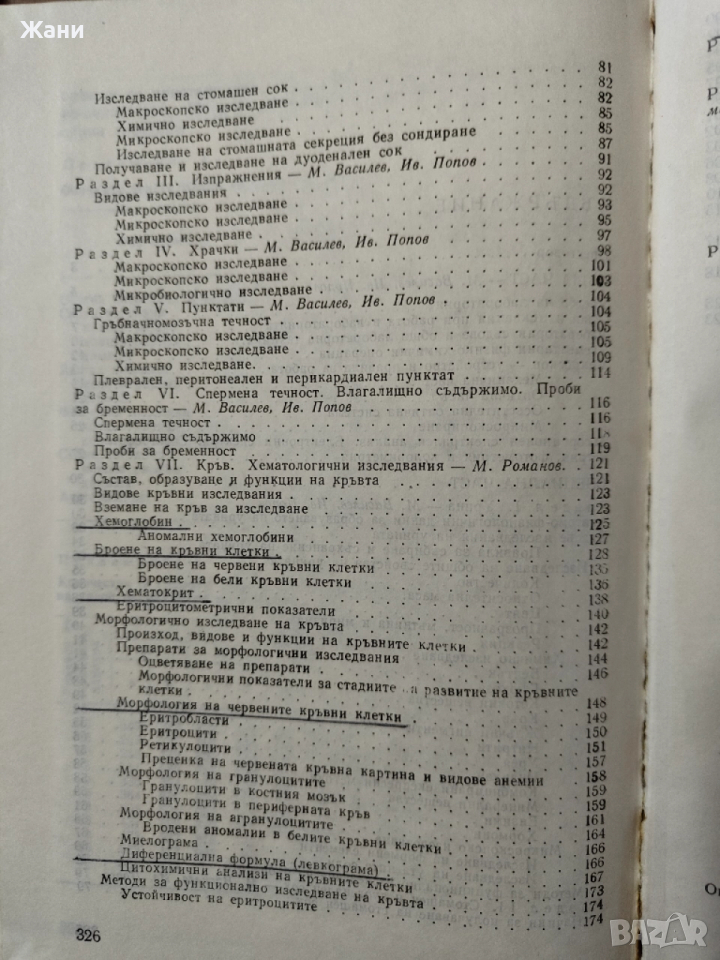 Жани
Изследване на стомашен сок . . . 81
Макроскопско изследване . . . 82
Химично изследване . . . 82
Микроскопско изследване . . . 85
Изследване на стомашната секреция без сондиране . . . 85
Получаване и изследване на дуоденален сок . . . 87
Раздел III. Изпражнения — М. Василев, Ив. Попов . . . 91
Видове изследвания . . . 92
Макроскопско изследване . . . 92
Микроскопско изследване . . . 93
Химично изследване . . . 95
Раздел IV. Храчки — М. Василев, Ив. Попов . . . 97
Макроскопско изследване . . . 98
Микроскопско изследване . . . 101
Микробиологично изследване . . . 103
Раздел V. Пунктати — М. Василев, Ив. Попов . . . 104
Гръбначномозъчна течност . . . 104
Макроскопско изследване . . . 105
Микроскопско изследване . . . 105
Химично изследване . . . 109
Плеврален, перитонеален и перикардиален пунктат . . . 114
Раздел VI. Спермена течност. Влагалищно съдържимо. Проби
за бременност — М. Василев, Ив. Попов . . . 116
Спермена течност . . . 116
Влагалищно съдържимо . . . 118
Проби за бременност . . . 119
Раздел VII. Кръв. Хематологични изследвания — М. Романов. . 121
Състав, образуване и функции на кръвта . . . 121
Видове кръвни изследвания . . . 123
Вземане на кръв за изследване . . . 123
Хемоглобин . . . 125
Аномални хемоглобини . . . 127
Броене на кръвни клетки . . . 128
Броене на червени кръвни клетки . . . 135
Броене на бели кръвни клетки . . . 135
Хематокрит . . . 138
Еритроцитометрични показатели . . . 140
Морфологично изследване на кръвта . . . 142
Произход, видове и функции на кръвните клетки . . . 142
Препарати за морфологични изследвания . . . 144
Оцветяване на препарати . . . 146
Морфологични показатели за стадиите на развитие на кръвните
клетки . . . 148
Морфология на червените кръвни клетки . . . 149
Еритробласти . . . 150
Еритроцити . . . 151
Ретикулоцити . . . 157
Преценка на червената кръвна картина и видове анемии . . . 158
Морфология на гранулоцитите . . . 159
Гранулоцити в костния мозък . . . 159
Гранулоцити в периферната кръв . . . 161
Морфология на агранулоцитите . . . 164
Вродени аномалии в белите кръвни клетки . . . 166
Миелограма . . . 166
Диференциална формула (левкограма) . . . 167
Цитохимични анализи на кръвните клетки . . . 173
Методи за функционално изследване на кръвта . . . 174
Устойчивост на еритроцитите . . . 174
326
BAZAR